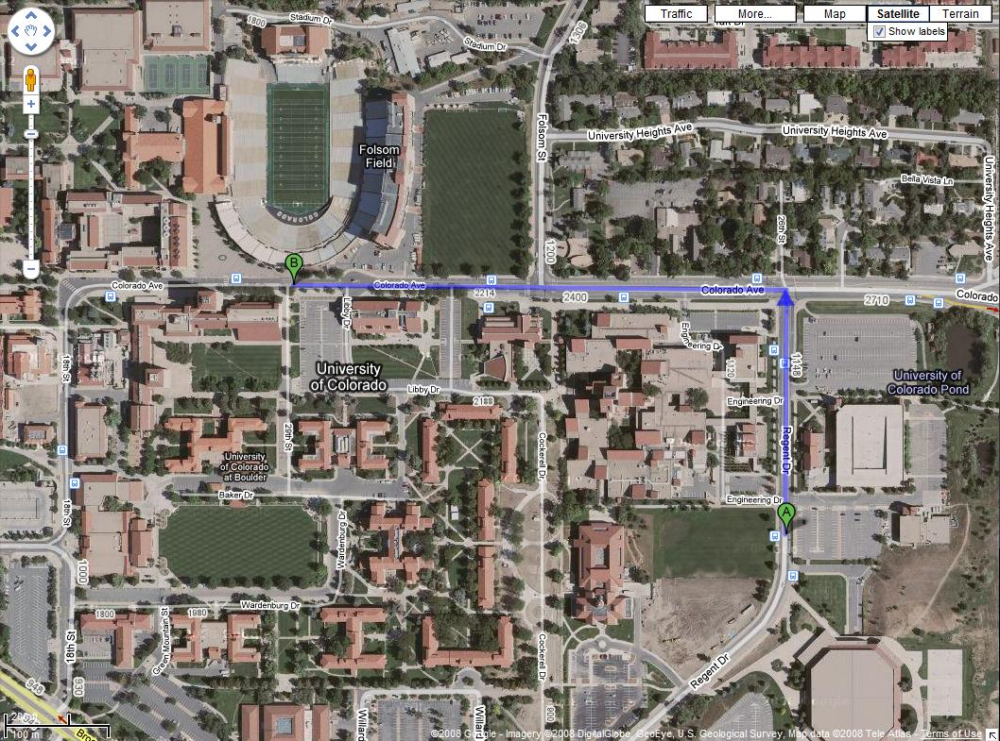 Traffic
More...
Map
Satellite
Terrain
Show labels
1800
Stadium Dr
Stadium Dr
1300
Folsom St
University Heights Ave
University Heights Ave
Bella Vista Ln
University Heights Ave
Folsom
Field
COLORADO
26th St
1200
B
Colorado Ave
Colorado Ave
2214
2400
Colorado Ave
2710
Colorado
Libby Dr
Engineering Dr
1148
1120
18th St
University
of Colorado
Libby Dr
2188
University of
Colorado Pond
Engineering Dr
29th St
Cockerell Dr
Regent Dr
University
of Colorado
at Boulder
Baker Dr
Engineering Dr
A
18th St
Wardenburg Dr
1000
Wardenburg Dr
1800
1980
Green Mountain St
18th St
930
945
Cockerell Dr
Regent Dr
900
Willard
Willard
200 ft
100 m
Bro
©2008 Google - Imagery ©2008 DigitalGlobe, GeoEye, U.S. Geological Survey, Map data ©2008 Tele Atlas - Terms of Use